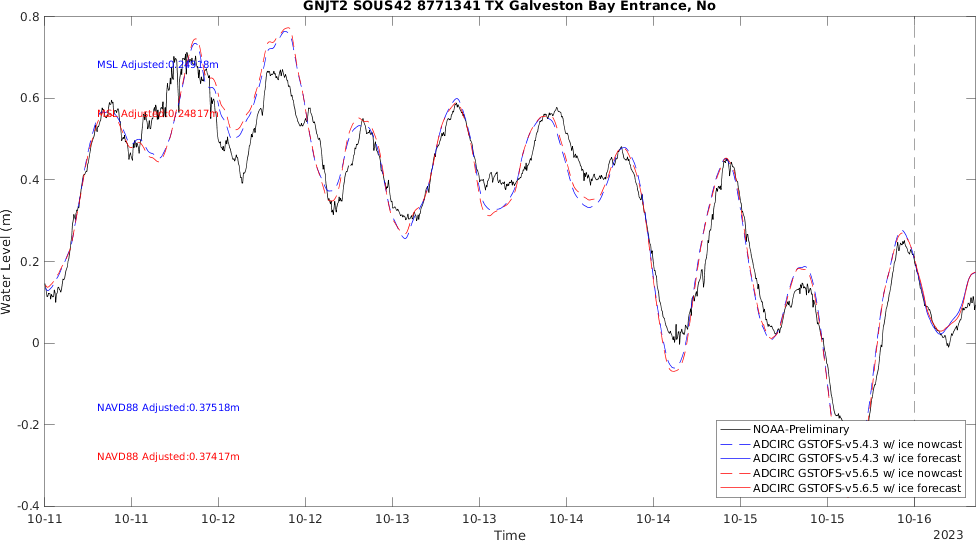 GNJT2 SOUS42 8771341 TX Galveston Bay Entrance, No
Water Level (m)
0.8
0.6
0.4
0.2
0
-0.2
-0.4
MSL Adjusted:0.24918m
MSL Adjusted:0.24817m
NAVD88 Adjusted:0.37518m
NAVD88 Adjusted:0.37417m
NOAA-Preliminary
ADCIRC GSTOFS-v5.4.3 w/ ice nowcast
ADCIRC GSTOFS-v5.4.3 w/ ice forecast
ADCIRC GSTOFS-v5.6.5 w/ ice nowcast
ADCIRC GSTOFS-v5.6.5 w/ ice forecast
10-11 10-11 10-12 10-12 10-13 10-13 10-14 10-14 10-15 10-15 10-16
Time
2023